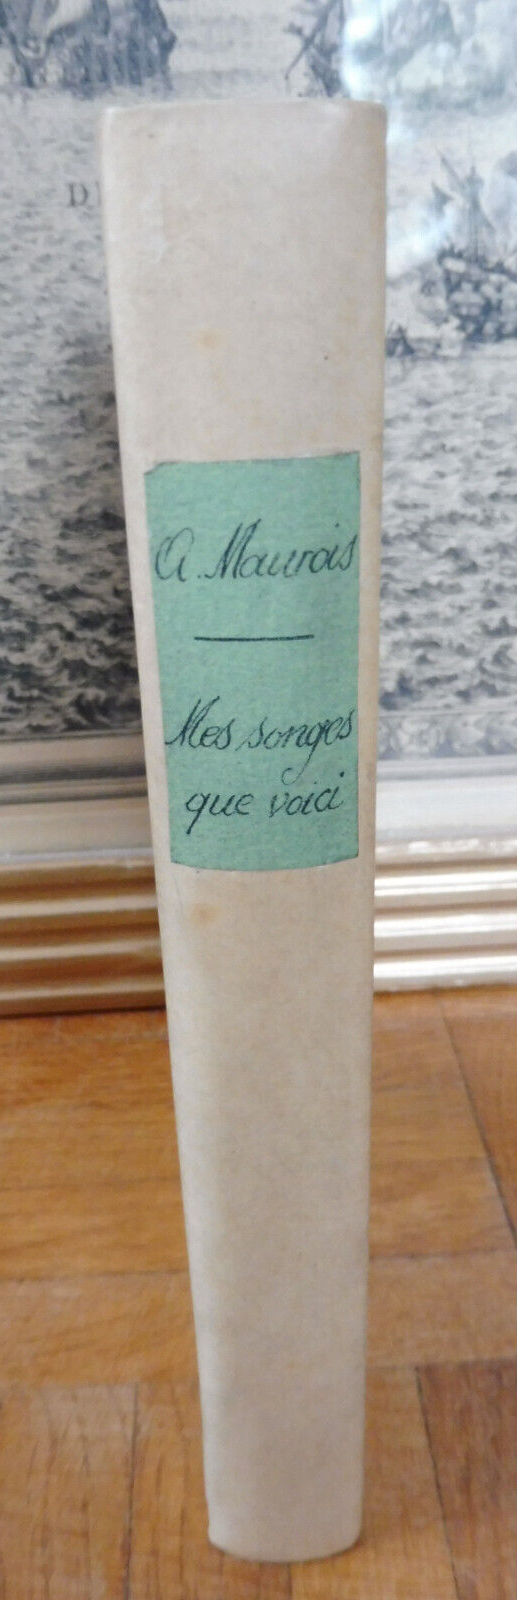 A. Maurois
Mes songes
que voici